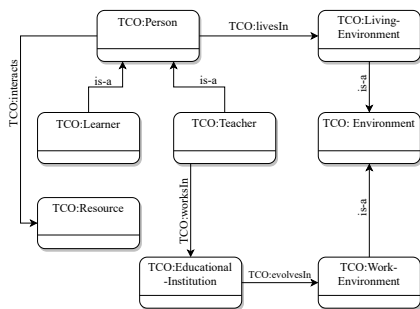 TCO:Person
TCO:livesIn
TCO:Living-
Environment
TCO:interacts
is-a
is-a
is-a
TCO:Learner
TCO:Teacher
TCO: Environment
TCO:worksIn
is-a
TCO:Resource
TCO:Educational
-Institution
TCO:evolvesIn
TCO:Work-
Environment